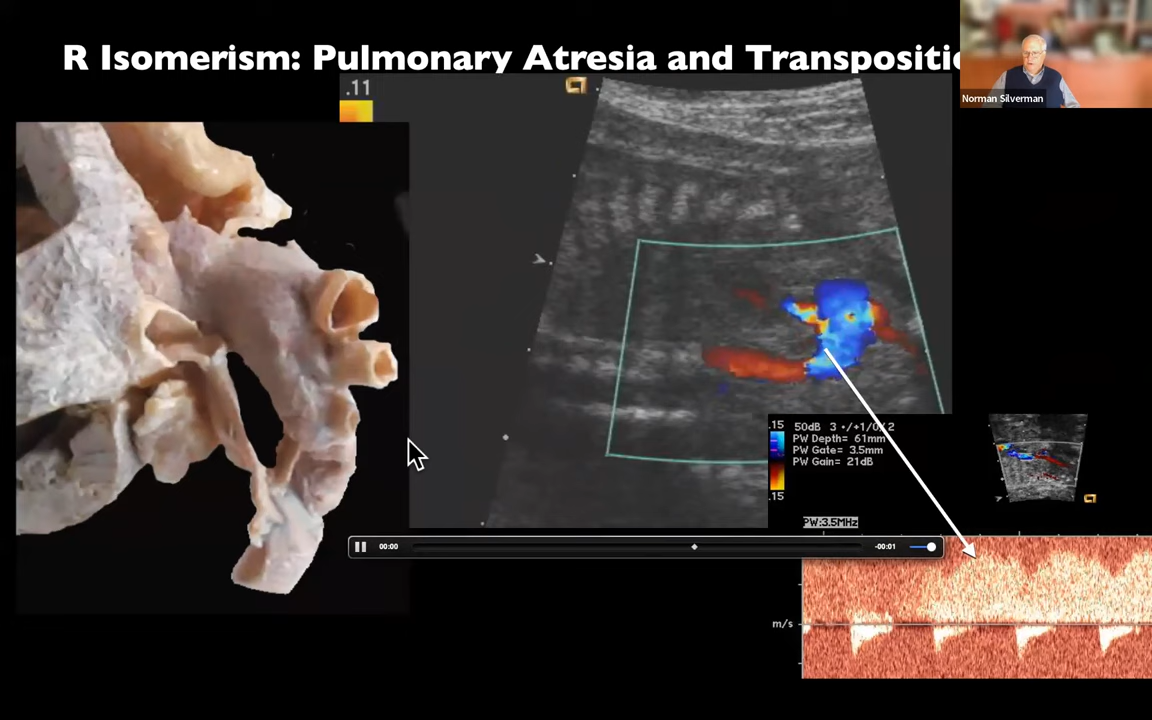 R Isomerism: Pulmonary Atresia and Transpositio
Norman Silverman
.11
.15
50dB 3 •/+1/0/2
PW Depth= 61mm
PW Gate= 3.5mm
PW Gain= 21dB
.15
PW:3.5MHz
00:00
-00:01
m/s